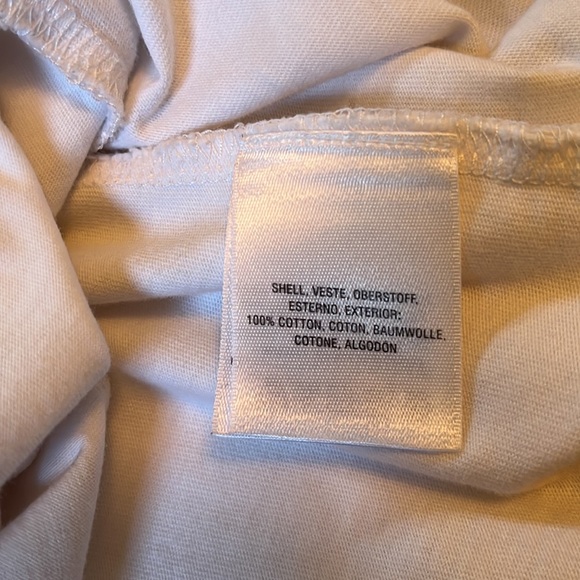 SHELL, VESTE, OBERSTOFF,
ESTERNO, EXTERIOR:
100% COTTON, COTON, BAUMWOLLE,
COTONE, ALGODÓN